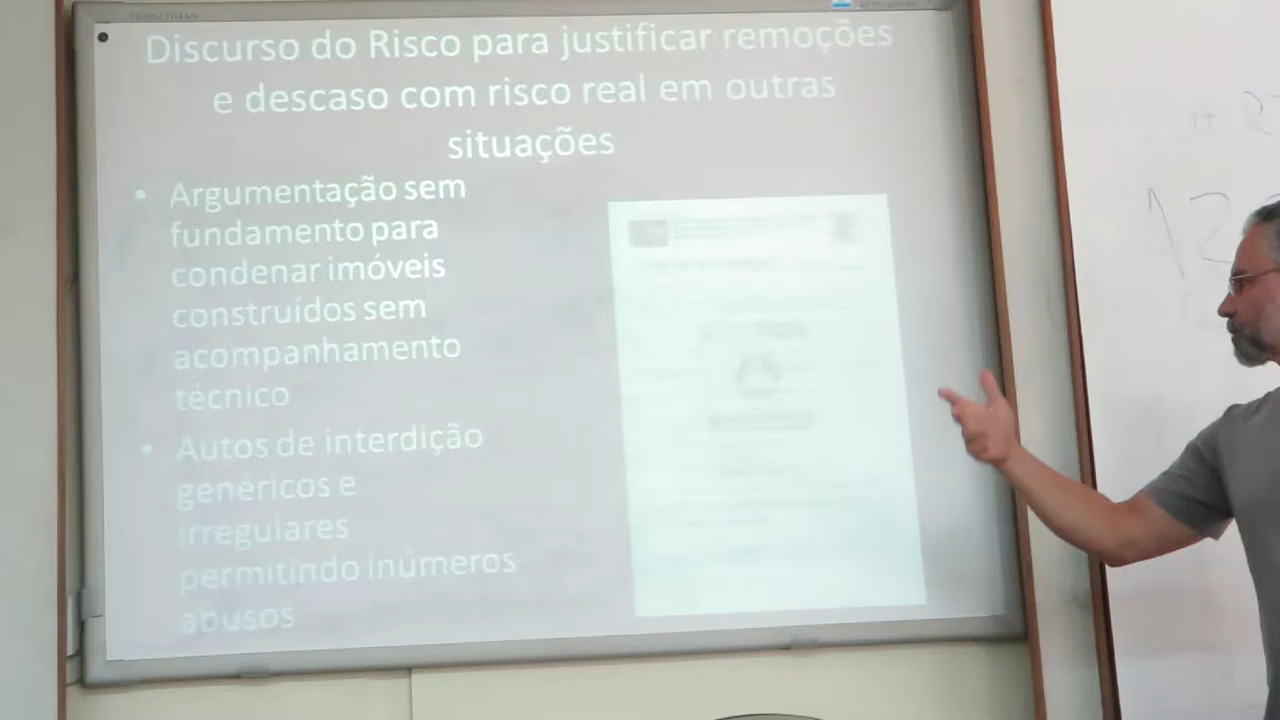 Discurso do Risco para justificar remoções
e descaso com risco real em outras
situações
• Argumentação sem
fundamento para
condenar imóveis
construídos sem
acompanhamento
técnico
• Autos de interdição
genéricos e
irregulares
permitindo inúmeros
abusos